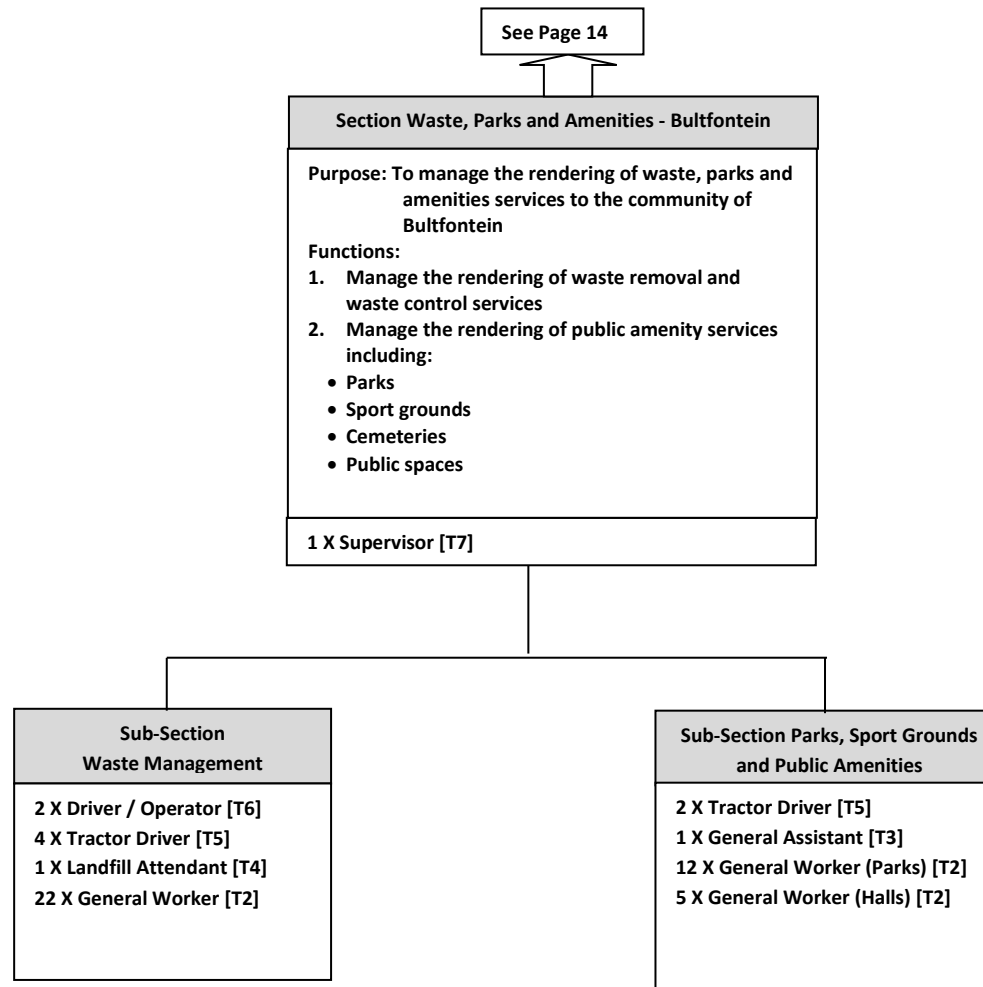 See Page 14
Section Waste, Parks and Amenities - Bultfontein
Purpose: To manage the rendering of waste, parks and
amenities services to the community of
Bultfontein
Functions:
1. Manage the rendering of waste removal and
waste control services
2. Manage the rendering of public amenity services
including:
• Parks
• Sport grounds
• Cemeteries
• Public spaces
1 X Supervisor [T7]
Sub-Section
Waste Management
2 X Driver / Operator [T6]
4 X Tractor Driver [T5]
1 X Landfill Attendant [T4]
22 X General Worker [T2]
Sub-Section Parks, Sport Grounds
and Public Amenities
2 X Tractor Driver [T5]
1 X General Assistant [T3]
12 X General Worker (Parks) [T2]
5 X General Worker (Halls) [T2]